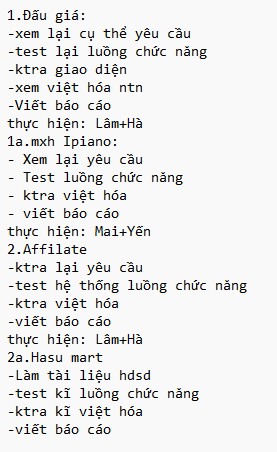 1.Đấu giá:
-xem lại cụ thể yêu cầu
-test lại luồng chức năng
-ktra giao diện
-xem việt hóa ntn
-Viết báo cáo
thực hiện: Lâm+Hà
1a.mxh Ipiano:
- Xem lại yêu cầu
- Test luồng chức năng
- ktra việt hóa
- viết báo cáo
thực hiện: Mai+Yến
2.Affilate
-ktra lại yêu cầu
-test hệ thống luồng chức năng
-ktra việt hóa
-viết báo cáo
thực hiện: Lâm+Hà
2a.Hasu mart
-Làm tài liệu hdsd
-test kĩ luồng chức năng
-ktra kĩ việt hóa
-viết báo cáo